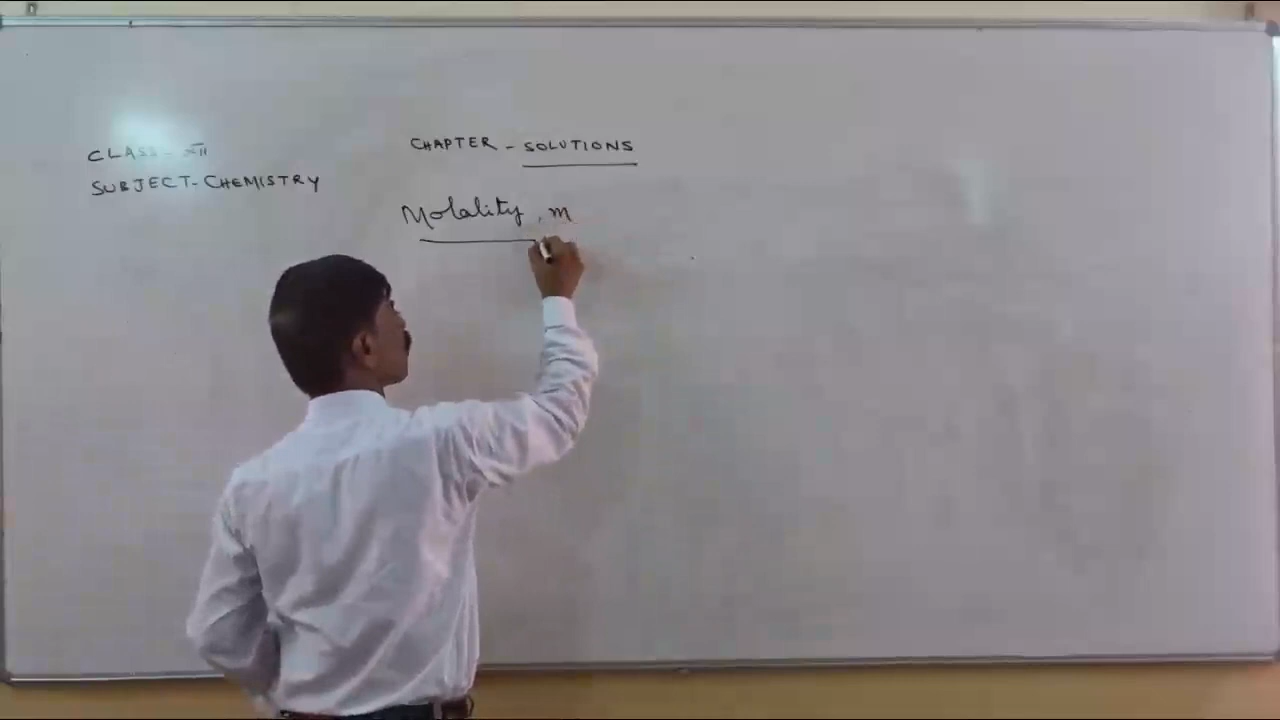 CLASS - XII
SUBJECT - CHEMISTRY
CHAPTER - SOLUTIONS
Molality, m